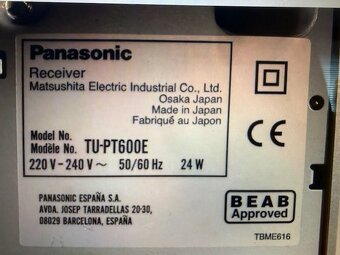 Panasonic
Receiver
Matsushita Electric Industrial Co., Ltd.
Osaka Japan
Made in Japan
Fabriqué au Japon
CE
Model No.
Modèle No. TU-PT600E
220 V - 240 V ~ 50/60 Hz 24 W
PANASONIC ESPAÑA S.A.
AVDA. JOSEP TARRADELLAS 20-30,
08029 BARCELONA, ESPAÑA
BEAB
Approved
TBME616